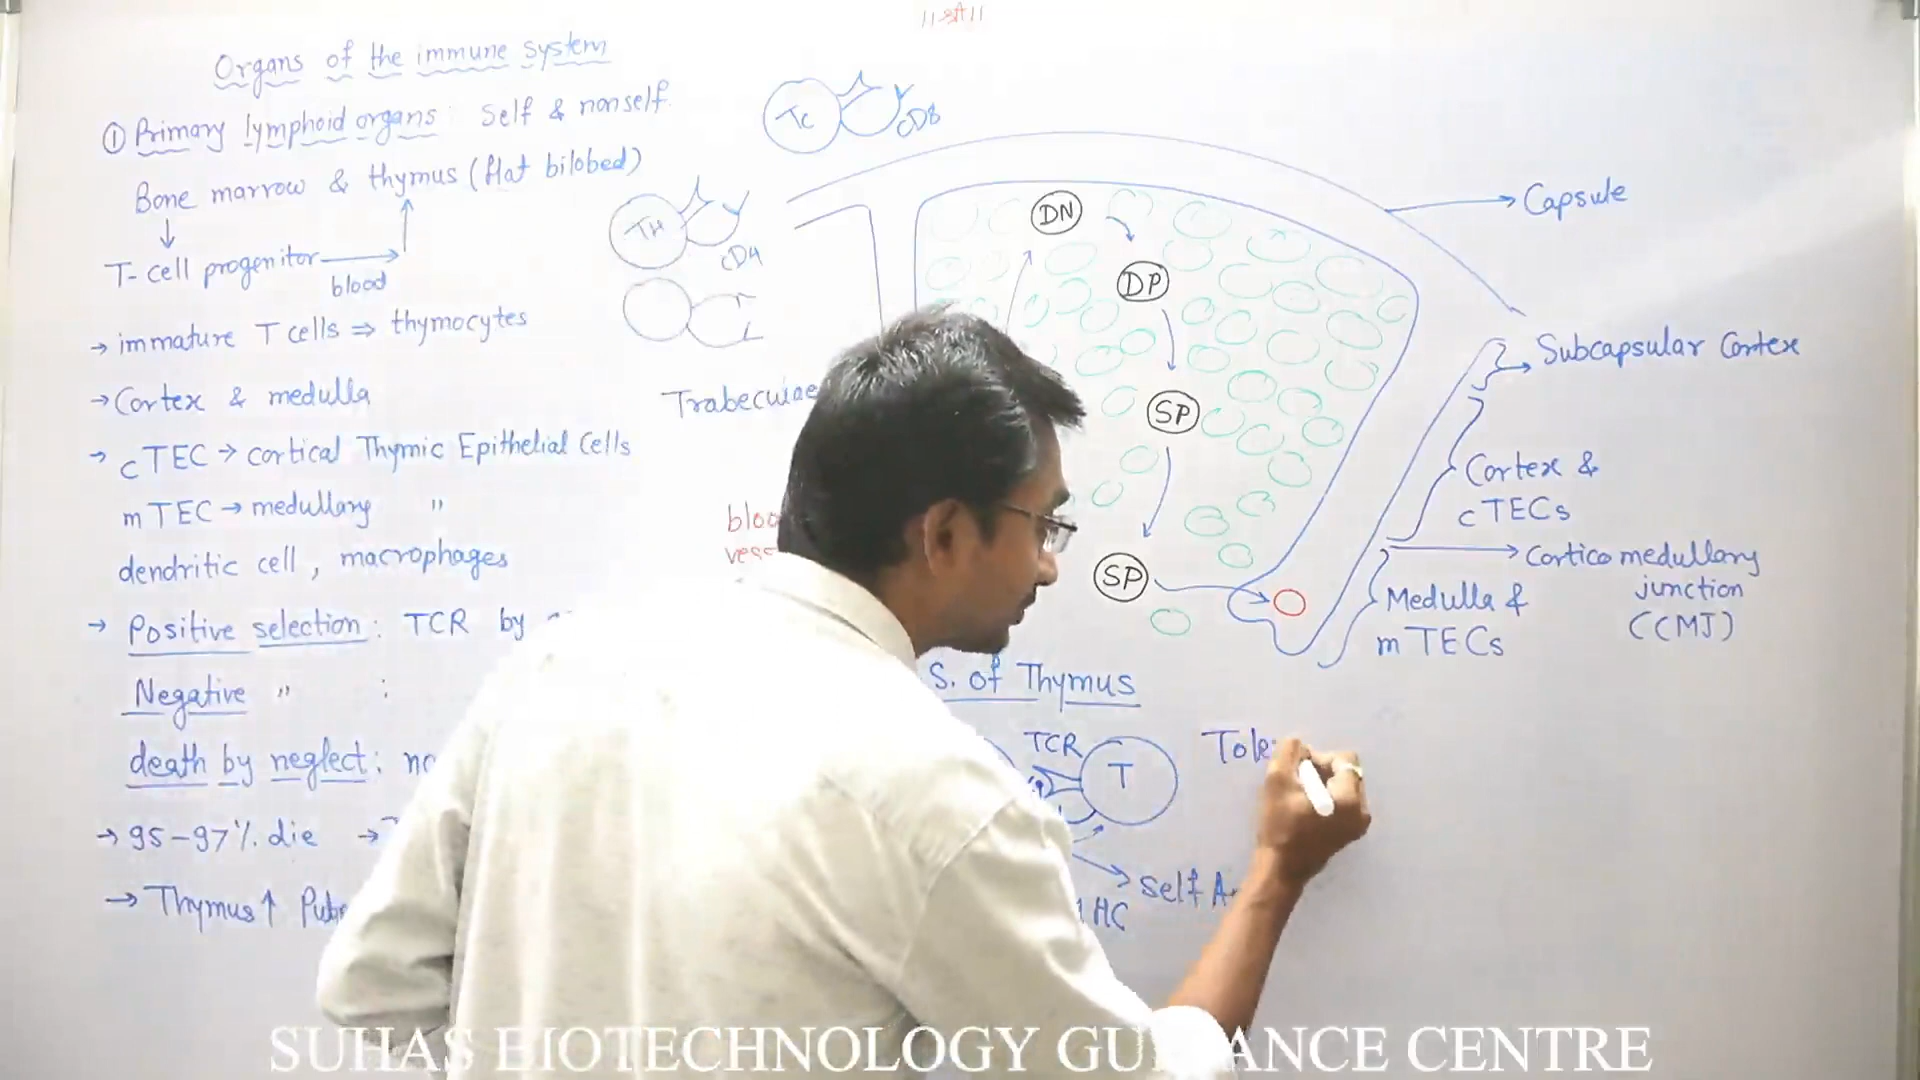 ॥श्री॥
Organs of the immune system
① Primary lymphoid organs: Self & nonself
Bone marrow & thymus (flat bilobed)
T-cell progenitor
blood
→ immature T cells ⇒ thymocytes
→ Cortex & medulla
→ cTEC → cortical Thymic Epithelial Cells
mTEC → medullary "
dendritic cell, macrophages
→ Positive selection: TCR by
Negative " :
death by neglect:
→ 95-97% die →
→ Thymus ↑
Tc
CD8
TH
CD4
Trabeculae
DN
DP
SP
SP
Capsule
Subcapsular Cortex
Cortex &
cTECs
Cortico medullary
junction
(CMJ)
Medulla &
mTECs
S. of Thymus
TCR
T
Self
SUHAS BIOTECHNOLOGY GUIDANCE CENTRE